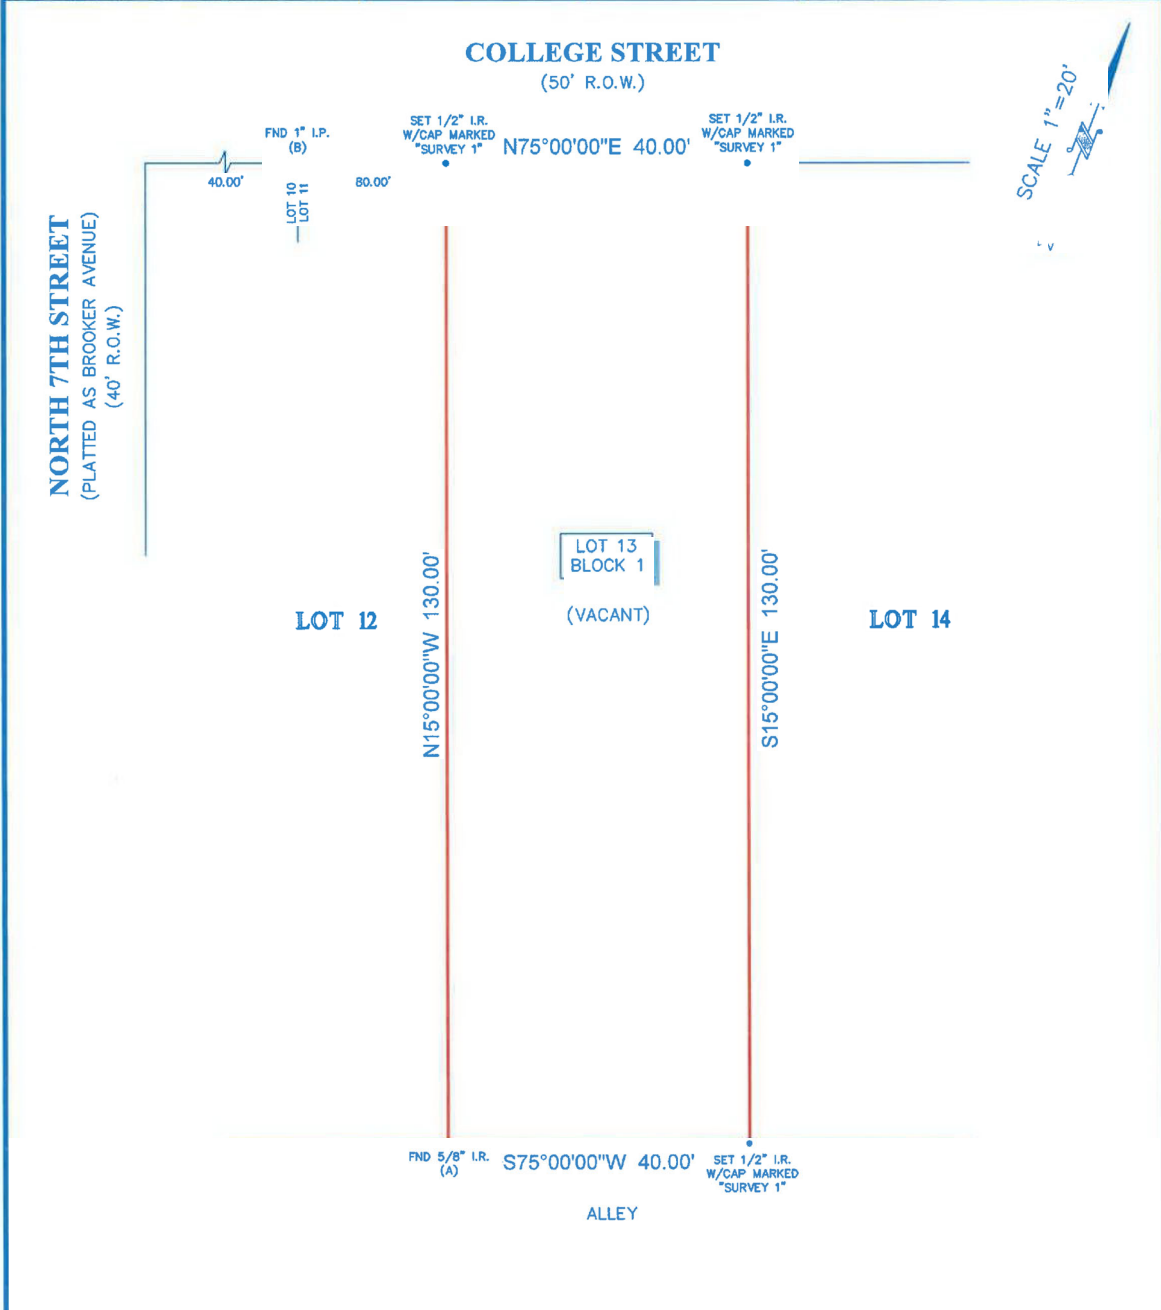 COLLEGE STREET
(50' R.O.W.)
SCALE 1"=20'
FND 1" I.P.
(B)
SET 1/2" I.R.
W/CAP MARKED
"SURVEY 1"
N75°00'00"E 40.00'
SET 1/2" I.R.
W/CAP MARKED
"SURVEY 1"
40.00'
LOT 10
LOT 11
80.00'
NORTH 7TH STREET
(PLATTED AS BROOKER AVENUE)
(40' R.O.W.)
LOT 13
BLOCK 1
(VACANT)
LOT 12
N15°00'00"W 130.00'
S15°00'00"E 130.00'
LOT 14
FND 5/8" I.R.
(A)
S75°00'00"W 40.00'
SET 1/2" I.R.
W/CAP MARKED
"SURVEY 1"
ALLEY